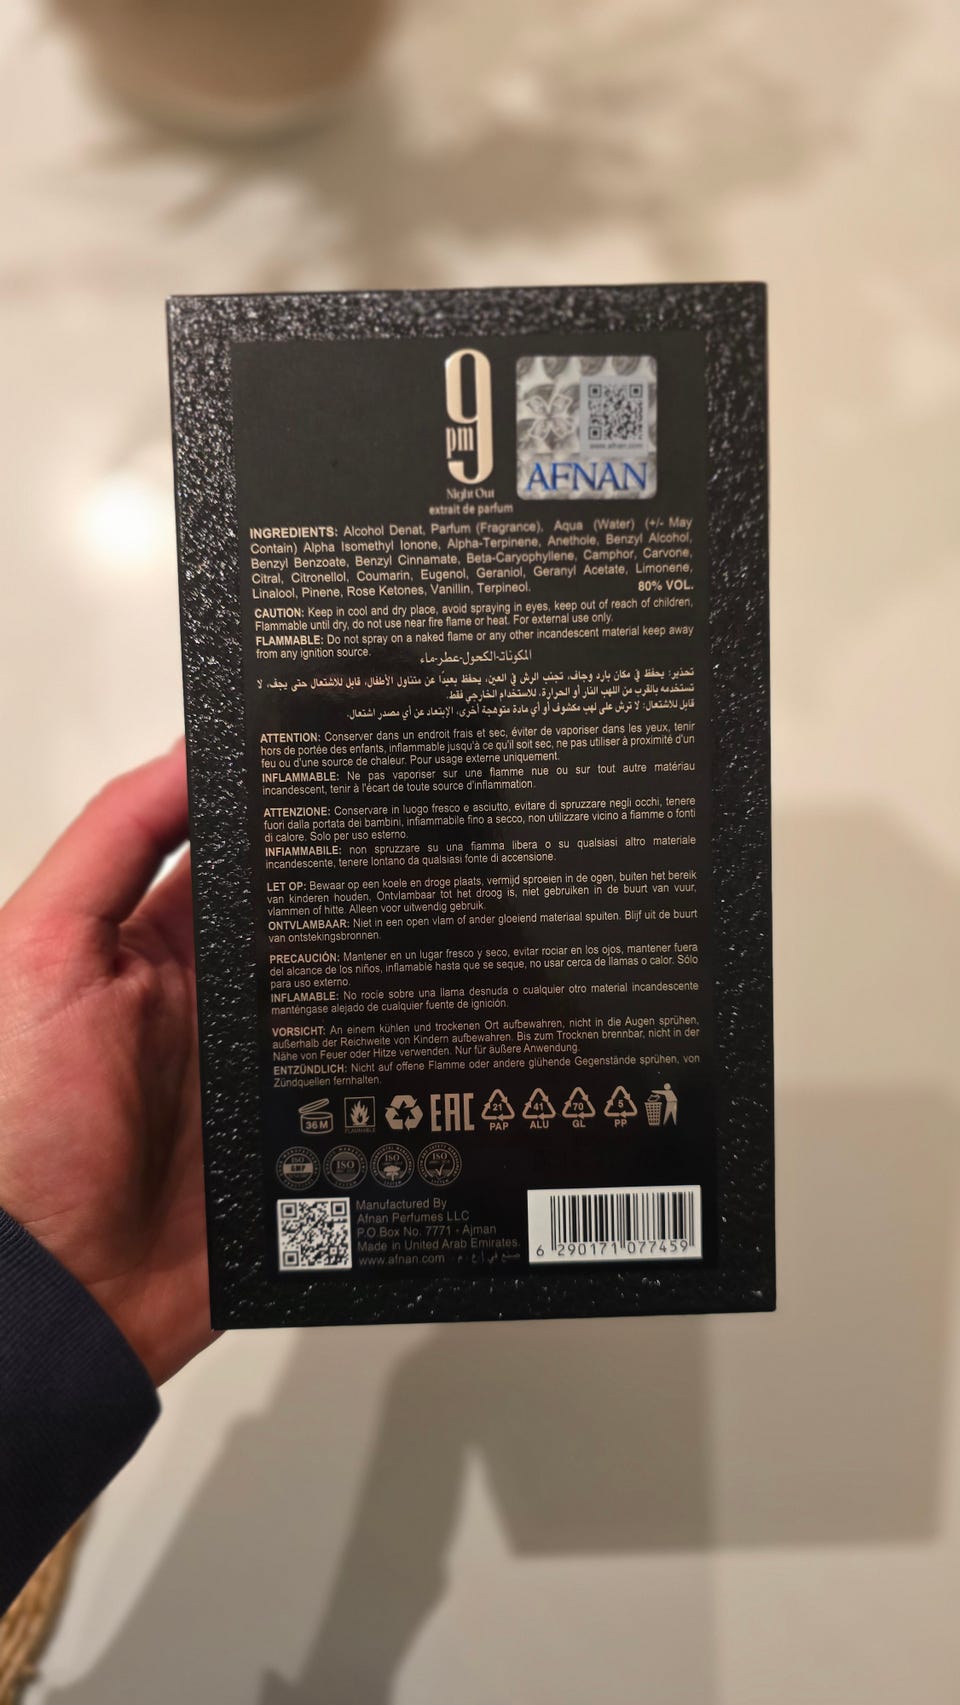 9
pm
Night Out
extrait de parfum
www.afnan.com
AFNAN
INGREDIENTS: Alcohol Denat, Parfum (Fragrance), Aqua (Water) (+/- May
Contain) Alpha Isomethyl Ionone, Alpha-Terpinene, Anethole, Benzyl Alcohol,
Benzyl Benzoate, Benzyl Cinnamate, Beta-Caryophyllene, Camphor, Carvone,
Citral, Citronellol, Coumarin, Eugenol, Geraniol, Geranyl Acetate, Limonene,
Linalool, Pinene, Rose Ketones, Vanillin, Terpineol. 80% VOL.
CAUTION: Keep in cool and dry place, avoid spraying in eyes, keep out of reach of children,
Flammable until dry, do not use near fire flame or heat. For external use only.
FLAMMABLE: Do not spray on a naked flame or any other incandescent material keep away
from any ignition source.
المكونات-الكحول-عطر-ماء
تحذير: يحفظ في مكان بارد وجاف، تجنب الرش في العين، يحفظ بعيدًا عن متناول الأطفال، قابل للاشتعال حتى يجف، لا
تستخدمه بالقرب من اللهب النار أو الحرارة. للاستخدام الخارجي فقط.
قابل للاشتعال: لا ترش على لهب مكشوف أو أي مادة متوهجة أخرى، الإبتعاد عن أي مصدر اشتعال.
ATTENTION: Conserver dans un endroit frais et sec, éviter de vaporiser dans les yeux, tenir
hors de portée des enfants, inflammable jusqu'à ce qu'il soit sec, ne pas utiliser à proximité d'un
feu ou d'une source de chaleur. Pour usage externe uniquement.
INFLAMMABLE: Ne pas vaporiser sur une flamme nue ou sur tout autre matériau
incandescent, tenir à l'écart de toute source d'inflammation.
ATTENZIONE: Conservare in luogo fresco e asciutto, evitare di spruzzare negli occhi, tenere
fuori dalla portata dei bambini, infiammabile fino a secco, non utilizzare vicino a fiamme o fonti
di calore. Solo per uso esterno.
INFIAMMABILE: non spruzzare su una fiamma libera o su qualsiasi altro materiale
incandescente, tenere lontano da qualsiasi fonte di accensione.
LET OP: Bewaar op een koele en droge plaats, vermijd sproeien in de ogen, buiten het bereik
van kinderen houden, Ontvlambaar tot het droog is, niet gebruiken in de buurt van vuur,
vlammen of hitte. Alleen voor uitwendig gebruik.
ONTVLAMBAAR: Niet in een open vlam of ander gloeiend materiaal spuiten. Blijf uit de buurt
van ontstekingsbronnen.
PRECAUCIÓN: Mantener en un lugar fresco y seco, evitar rociar en los ojos, mantener fuera
del alcance de los niños, inflamable hasta que se seque, no usar cerca de llamas o calor. Sólo
para uso externo.
INFLAMABLE: No rocíe sobre una llama desnuda o cualquier otro material incandescente
manténgase alejado de cualquier fuente de ignición.
VORSICHT: An einem kühlen und trockenen Ort aufbewahren, nicht in die Augen sprühen,
außerhalb der Reichweite von Kindern aufbewahren. Bis zum Trocknen brennbar, nicht in der
Nähe von Feuer oder Hitze verwenden. Nur für äußere Anwendung.
ENTZÜNDLICH: Nicht auf offene Flamme oder andere glühende Gegenstände sprühen, von
Zündquellen fernhalten.
36 M FLAMMABLE EAC 21 PAP 41 ALU 70 GL 5 PP
ISO GMP ISO ISO ISO
Manufactured By
Afnan Perfumes LLC
P.O.Box No. 7771 - Ajman
Made in United Arab Emirates.
www.afnan.com صنع في إ.ع.م
6 290171 077459